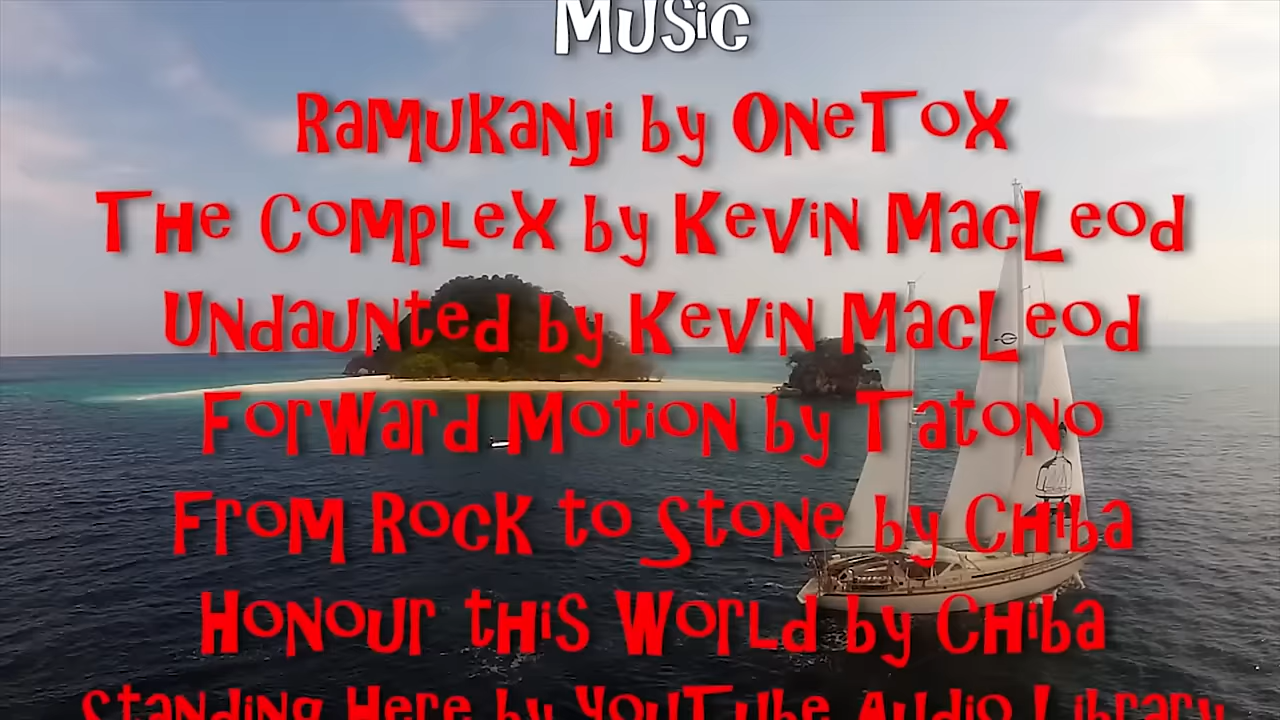 Music
Ramukanji by OneTox
The Complex by Kevin MacLeod
Undaunted by Kevin MacLeod
Forward Motion by Tatono
From Rock to Stone by Chiba
Honour this World by Chiba
Standing Here by YouTube Audio Library